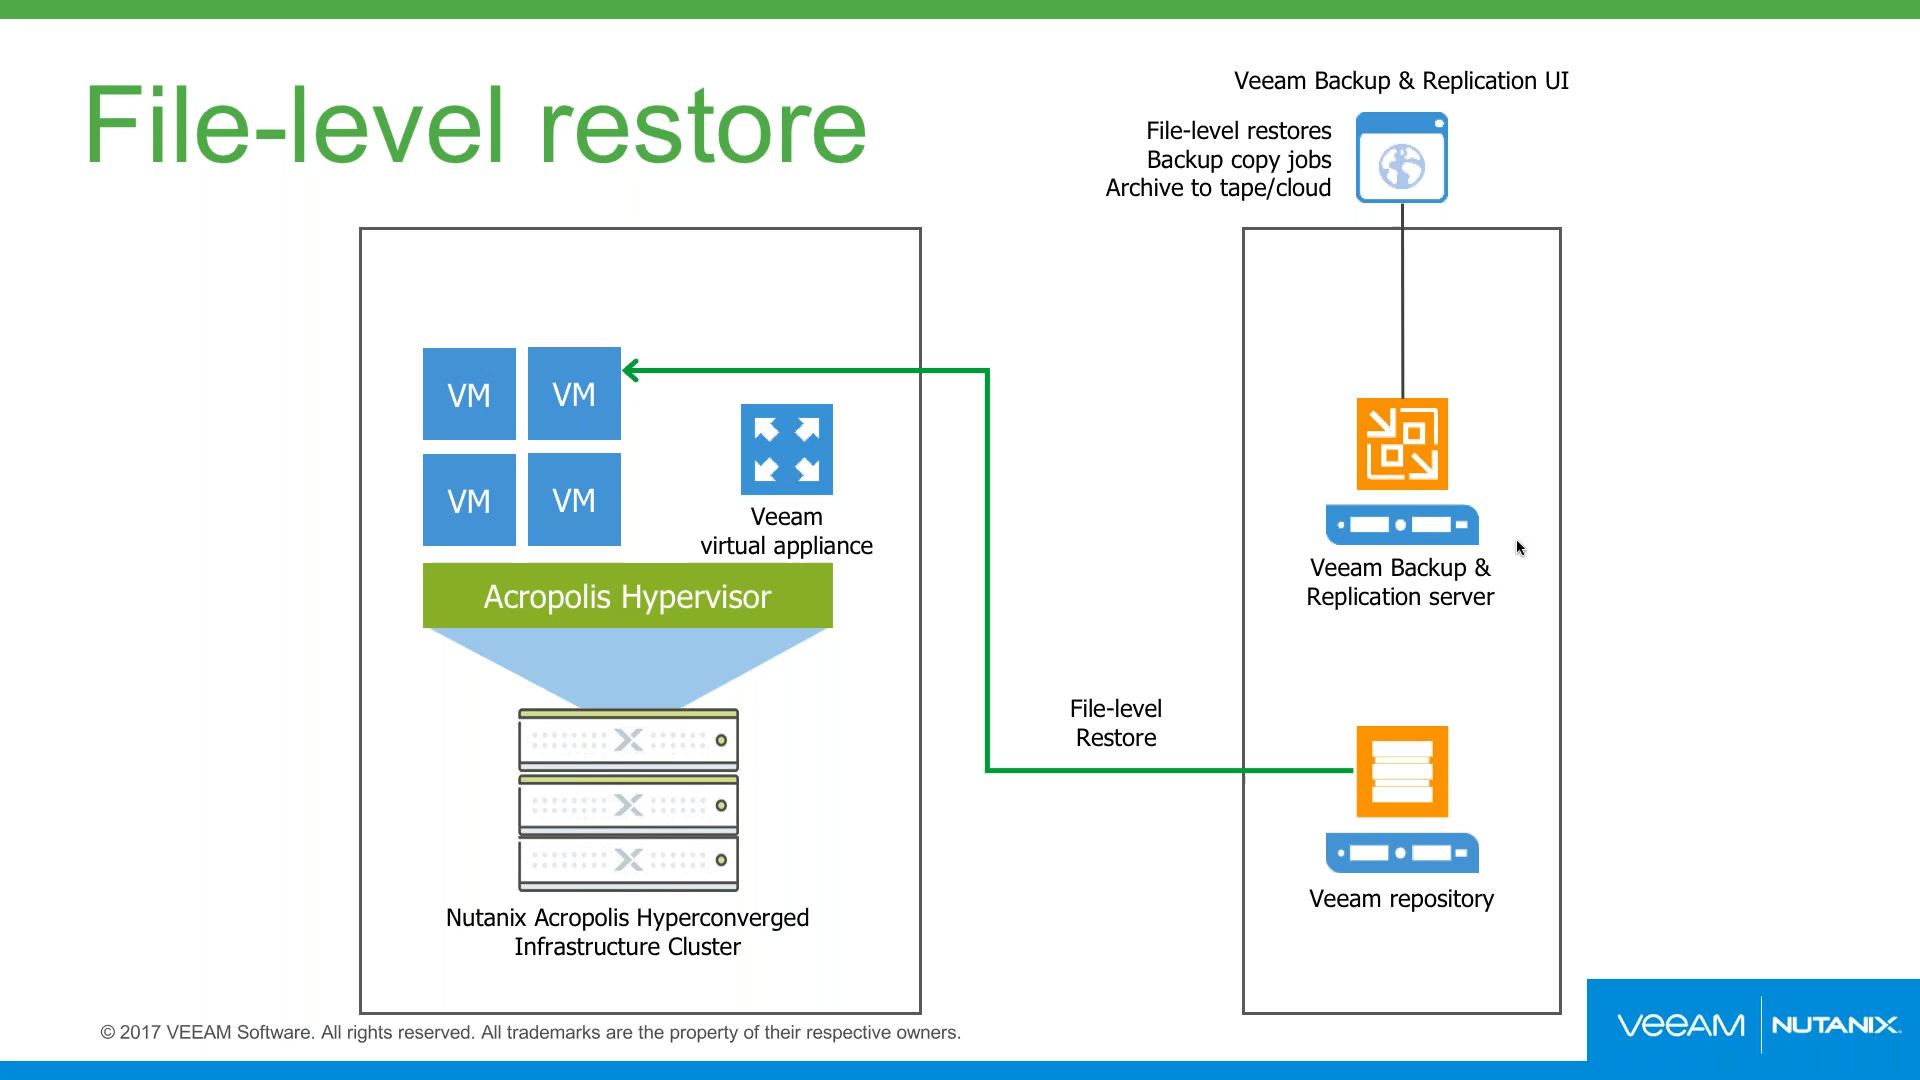 File-level restore
Veeam Backup & Replication UI
File-level restores
Backup copy jobs
Archive to tape/cloud
VM
VM
VM
VM
Veeam
virtual appliance
Acropolis Hypervisor
Nutanix Acropolis Hyperconverged
Infrastructure Cluster
File-level
Restore
Veeam Backup &
Replication server
Veeam repository
© 2017 VEEAM Software. All rights reserved. All trademarks are the property of their respective owners.
VEEAM
NUTANIX